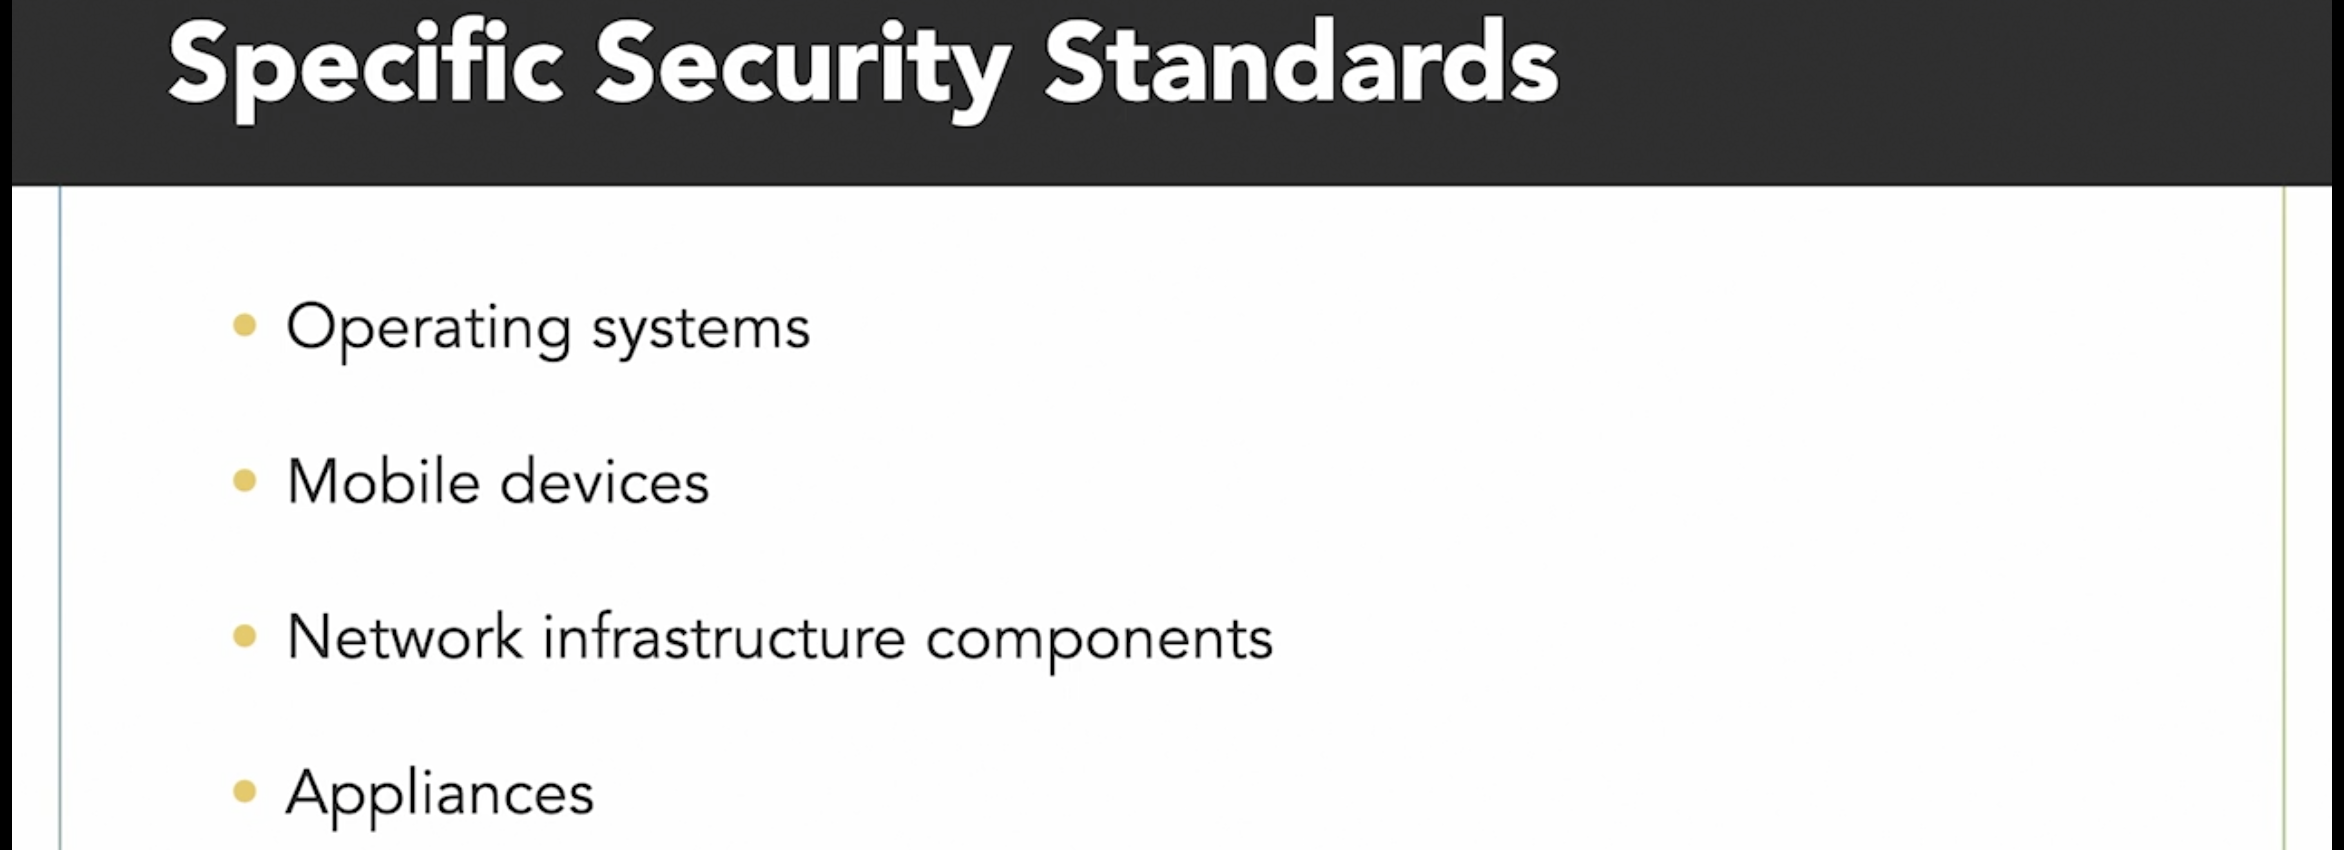 Specific Security Standards
Operating systems
Mobile devices
Network infrastructure components
Appliances